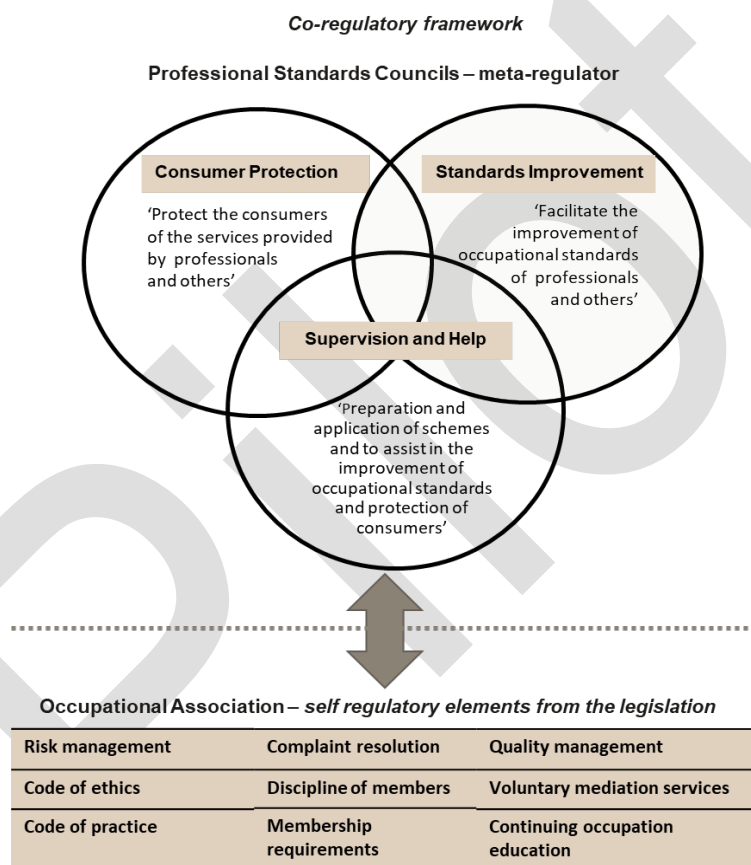 Co-regulatory framework
Professional Standards Councils – meta-regulator
Consumer Protection
‘Protect the consumers
of the services provided
by professionals
and others’
Standards Improvement
‘Facilitate the
improvement of
occupational standards
of professionals
and others’
Supervision and Help
‘Preparation and
application of schemes
and to assist in the
improvement of
occupational standards
and protection of
consumers’
Occupational Association – self regulatory elements from the legislation
Risk management Complaint resolution Quality management
Code of ethics Discipline of members Voluntary mediation services
Code of practice Membership requirements Continuing occupation education
Pilot